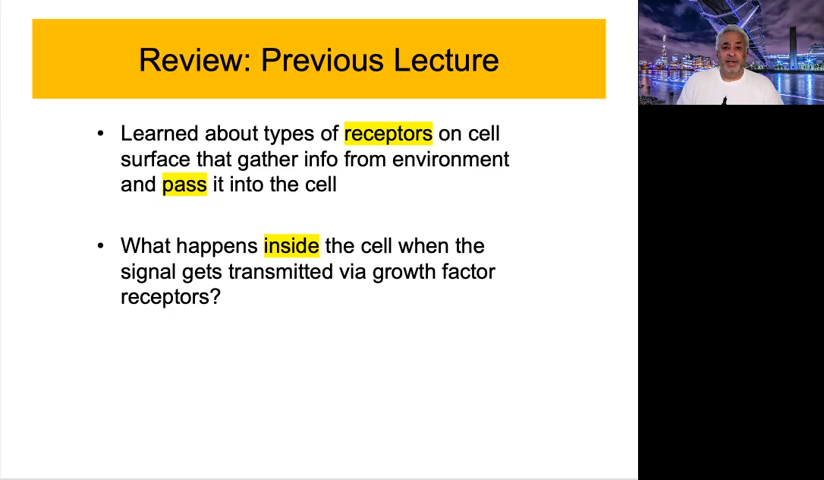 Review: Previous Lecture
• Learned about types of receptors on cell
surface that gather info from environment
and pass it into the cell
• What happens inside the cell when the
signal gets transmitted via growth factor
receptors?